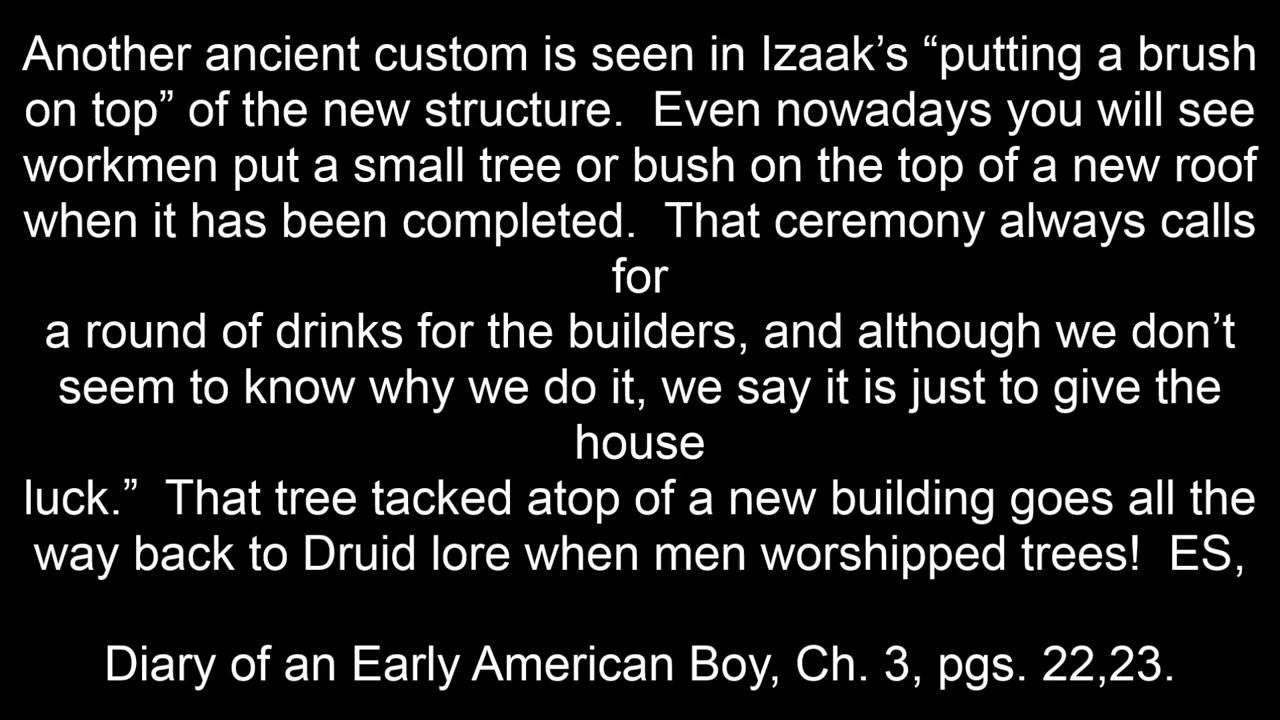 Another ancient custom is seen in Izaak’s “putting a brush
on top” of the new structure.  Even nowadays you will see
workmen put a small tree or bush on the top of a new roof
when it has been completed.  That ceremony always calls
for
a round of drinks for the builders, and although we don’t
seem to know why we do it, we say it is just to give the
house
luck.”  That tree tacked atop of a new building goes all the
way back to Druid lore when men worshipped trees!  ES,
Diary of an Early American Boy, Ch. 3, pgs. 22,23.